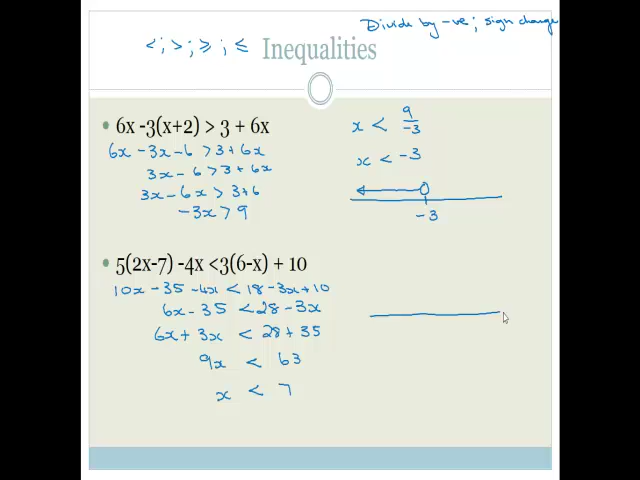 Divide by -ve; sign change
< ; > ; ≥ ; ≤
Inequalities
• 6x -3(x+2) > 3 + 6x
6x - 3x - 6 > 3 + 6x
3x - 6 > 3 + 6x
3x - 6x > 3+6
-3x > 9
x < 9/-3
x < -3
-3
• 5(2x-7) -4x <3(6-x) + 10
10x - 35 - 4x < 18 - 3x + 10
6x - 35 < 28 - 3x
6x + 3x < 28 + 35
9x < 63
x < 7